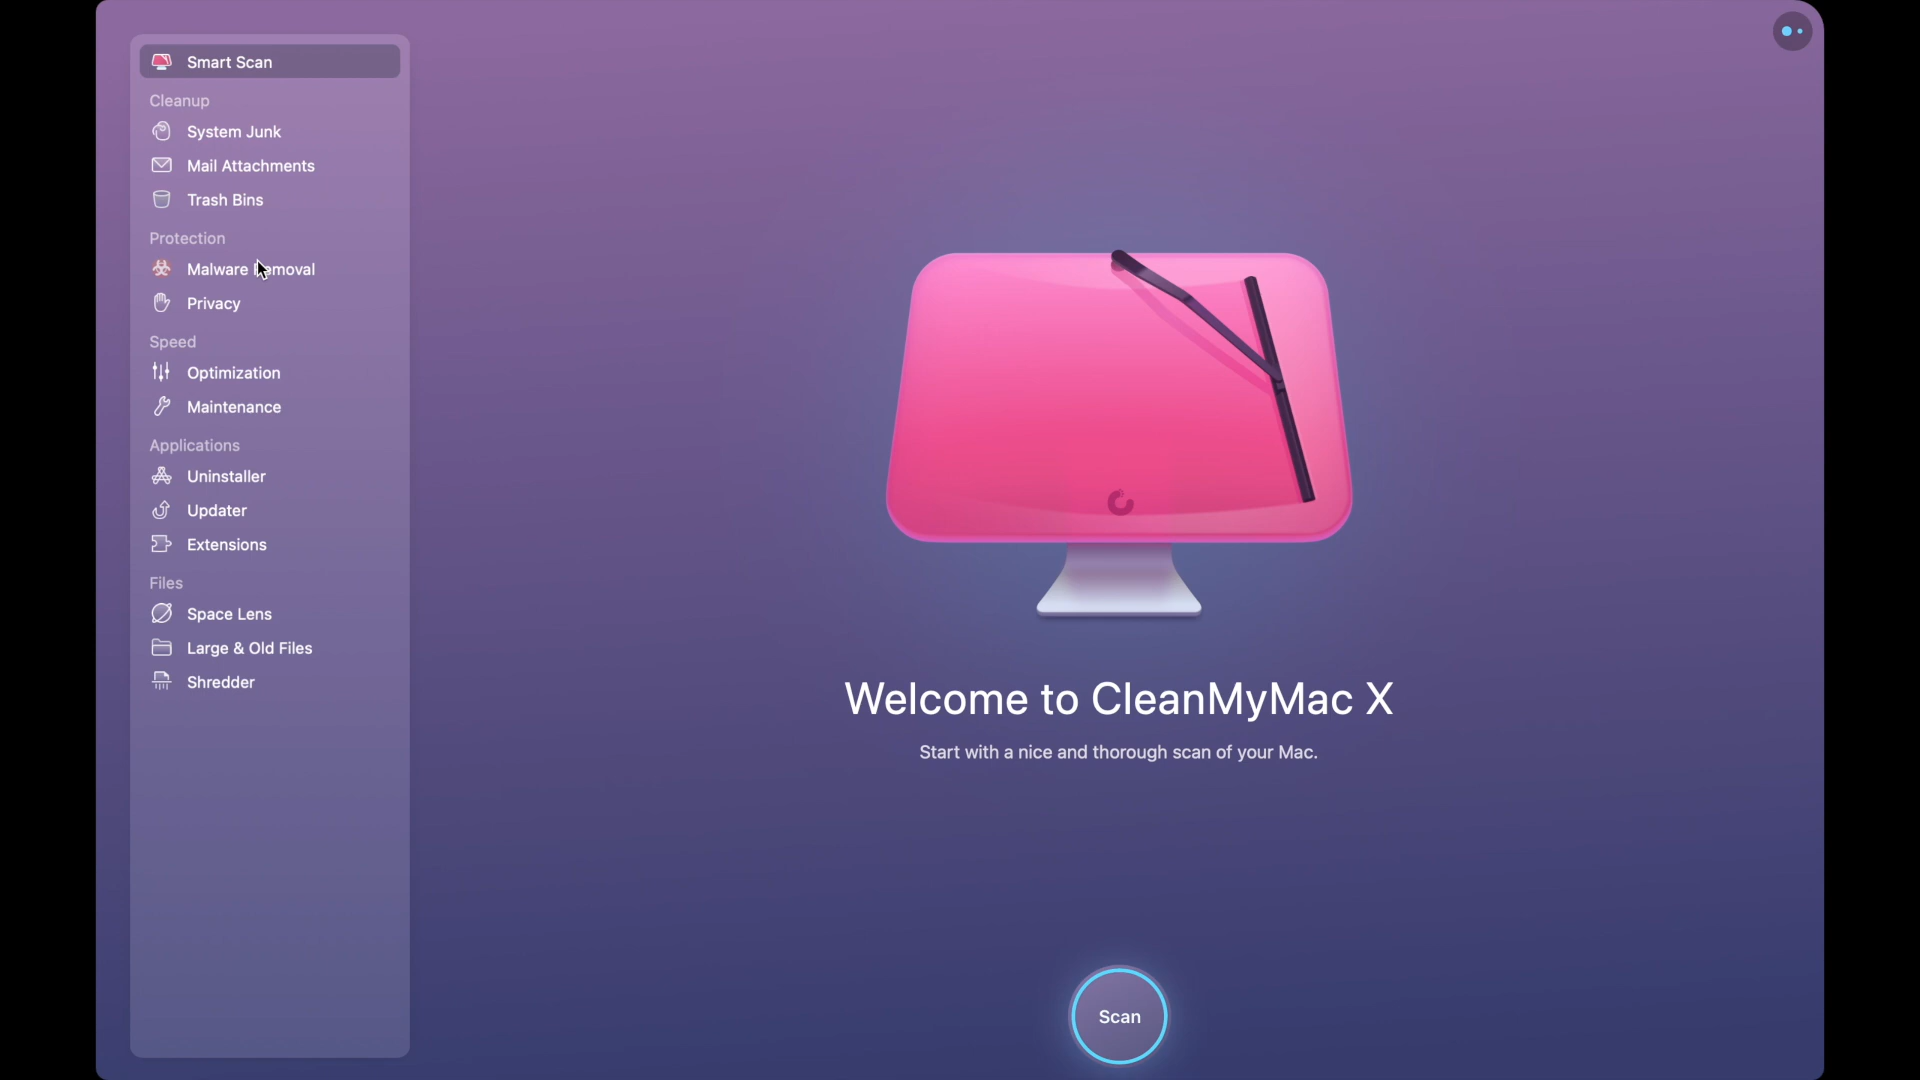 Smart Scan
Cleanup
System Junk
Mail Attachments
Trash Bins
Protection
Malware Removal
Privacy
Speed
Optimization
Maintenance
Applications
Uninstaller
Updater
Extensions
Files
Space Lens
Large & Old Files
Shredder
Welcome to CleanMyMac X
Start with a nice and thorough scan of your Mac.
Scan